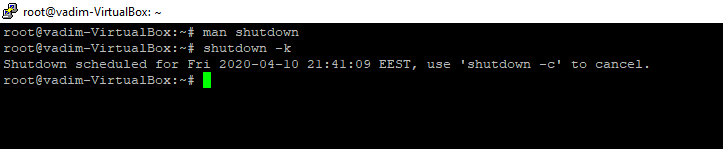 root@vadim-VirtualBox: ~
root@vadim-VirtualBox:~# man shutdown
root@vadim-VirtualBox:~# shutdown -k
Shutdown scheduled for Fri 2020-04-10 21:41:09 EEST, use 'shutdown -c' to cancel.
root@vadim-VirtualBox:~#